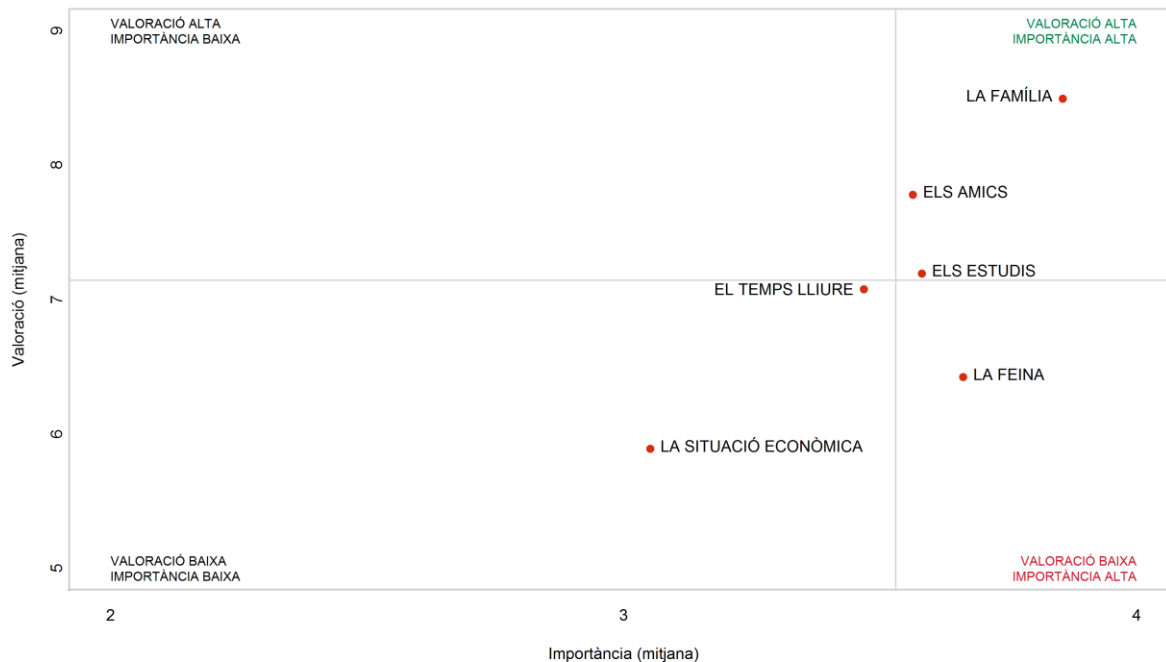 VALORACIÓ ALTA
IMPORTÀNCIA BAIXA
VALORACIÓ ALTA
IMPORTÀNCIA ALTA
LA FAMÍLIA
ELS AMICS
ELS ESTUDIS
EL TEMPS LLIURE
LA FEINA
LA SITUACIÓ ECONÒMICA
VALORACIÓ BAIXA
IMPORTÀNCIA BAIXA
VALORACIÓ BAIXA
IMPORTÀNCIA ALTA
Valoració (mitjana)
9
8
7
6
5
2
3
4
Importància (mitjana)